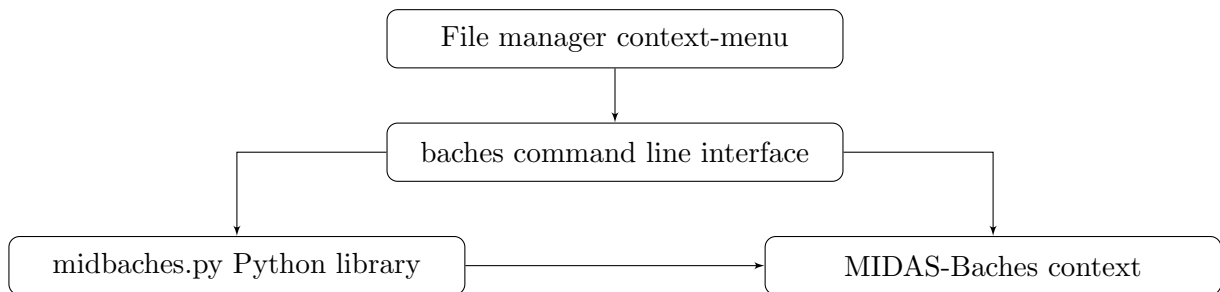 File manager context-menu
baches command line interface
midbaches.py Python library
MIDAS-Baches context